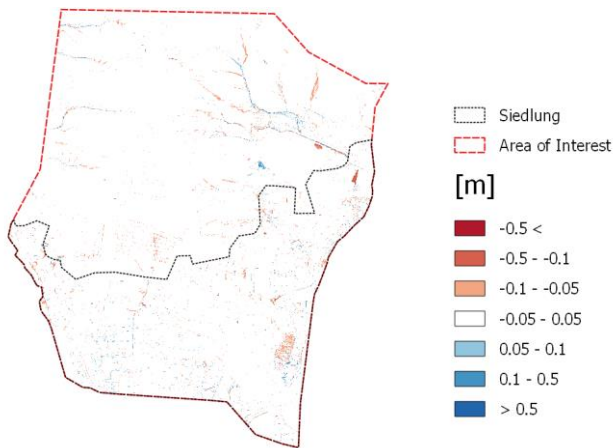 Siedlung
Area of Interest
[m]
-0.5 <
-0.5 - -0.1
-0.1 - -0.05
-0.05 - 0.05
0.05 - 0.1
0.1 - 0.5
> 0.5